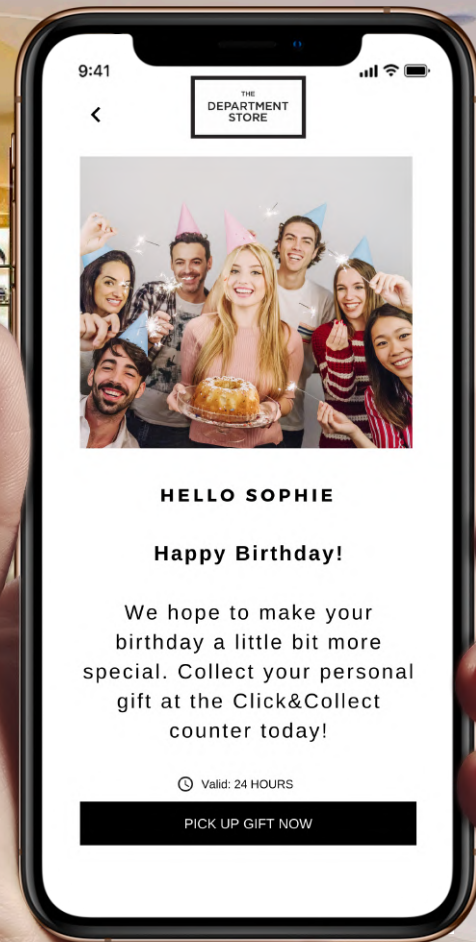 9:41
THE
DEPARTMENT
STORE
HELLO SOPHIE
Happy Birthday!
We hope to make your
birthday a little bit more
special. Collect your personal
gift at the Click&Collect
counter today!
Valid: 24 HOURS
PICK UP GIFT NOW